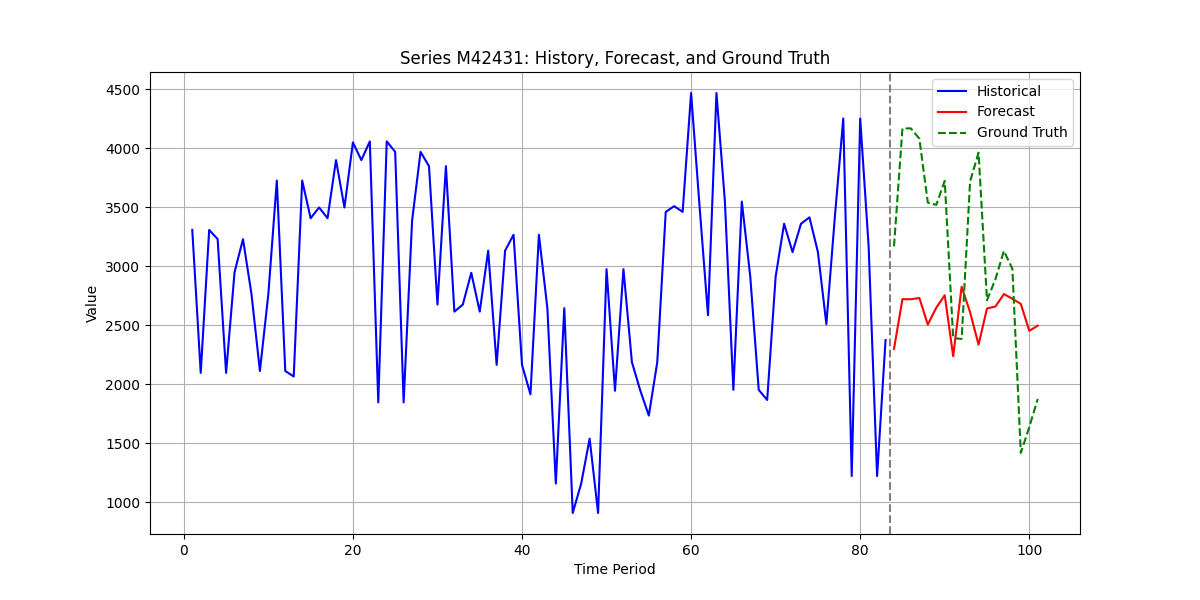 Series M42431: History, Forecast, and Ground Truth
Historical
Forecast
Ground Truth
4500
4000
3500
3000
2500
2000
1500
1000
Value
0 20 40 60 80 100
Time Period